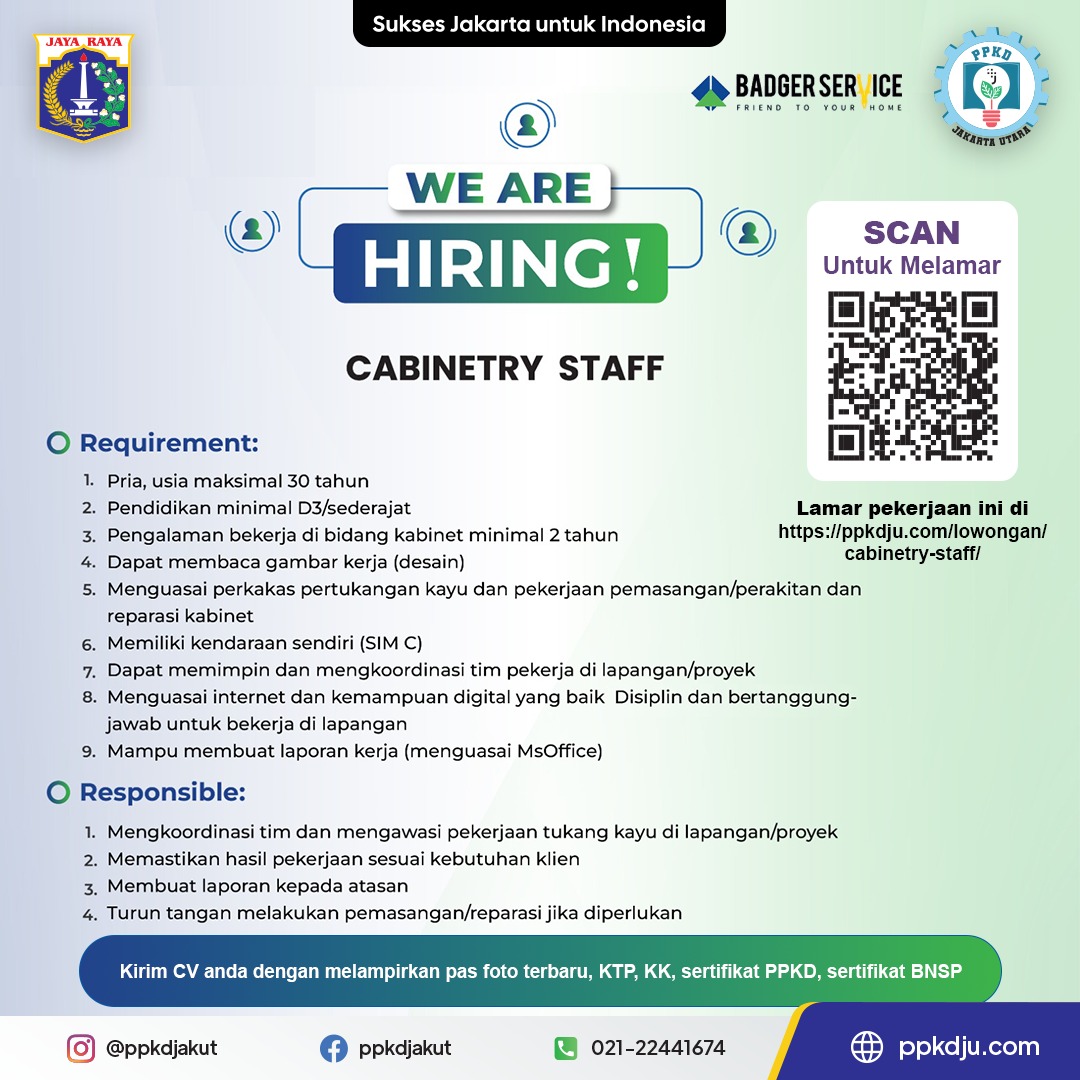 Sukses Jakarta untuk Indonesia
JAYA RAYA
BADGER SERVICE
FRIEND TO YOUR HOME
PPKD
JAKARTA UTARA
WE ARE
HIRING!
SCAN
Untuk Melamar
CABINETRY STAFF
Lamar pekerjaan ini di
https://ppkdju.com/lowongan/
cabinetry-staff/
Requirement:
1. Pria, usia maksimal 30 tahun
2. Pendidikan minimal D3/sederajat
3. Pengalaman bekerja di bidang kabinet minimal 2 tahun
4. Dapat membaca gambar kerja (desain)
5. Menguasai perkakas pertukangan kayu dan pekerjaan pemasangan/perakitan dan
reparasi kabinet
6. Memiliki kendaraan sendiri (SIM C)
7. Dapat memimpin dan mengkoordinasi tim pekerja di lapangan/proyek
8. Menguasai internet dan kemampuan digital yang baik Disiplin dan bertanggung-
jawab untuk bekerja di lapangan
9. Mampu membuat laporan kerja (menguasai MsOffice)
Responsible:
1. Mengkoordinasi tim dan mengawasi pekerjaan tukang kayu di lapangan/proyek
2. Memastikan hasil pekerjaan sesuai kebutuhan klien
3. Membuat laporan kepada atasan
4. Turun tangan melakukan pemasangan/reparasi jika diperlukan
Kirim CV anda dengan melampirkan pas foto terbaru, KTP, KK, sertifikat PPKD, sertifikat BNSP
@ppkdjakut
ppkdjakut
021-22441674
ppkdju.com